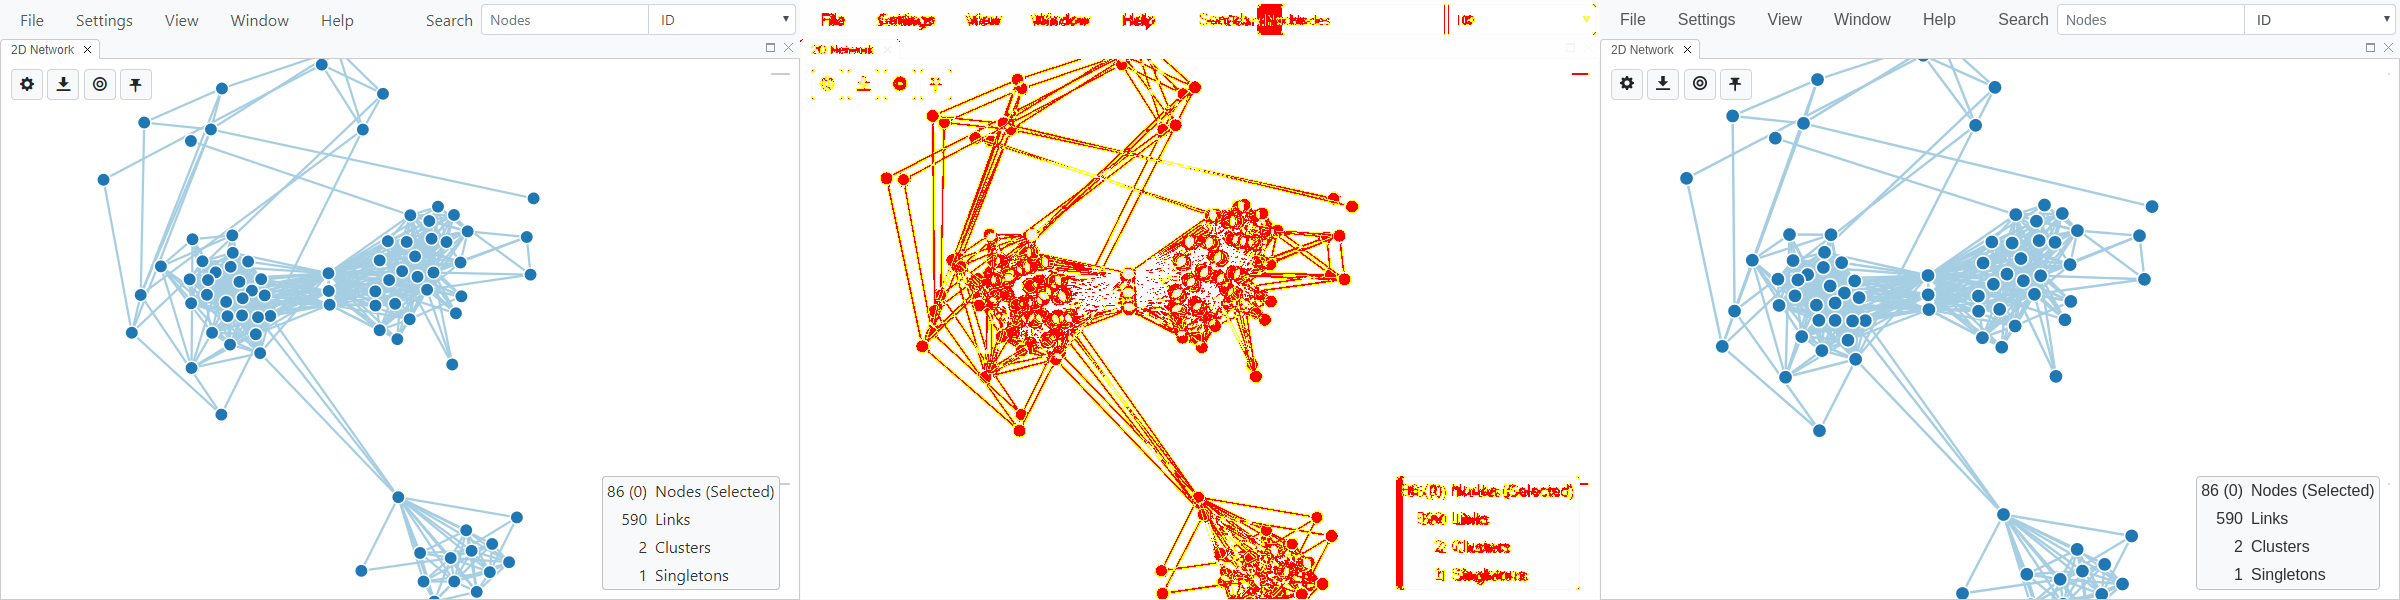 File Settings View Window Help Search Nodes ID
2D Network
86 (0) Nodes (Selected)
590 Links
2 Clusters
1 Singletons
File Settings View Window Help Search Nodes ID
2D Network
Nodes (Selected)
Links
2 Clusters
1 Singletons
File Settings View Window Help Search Nodes ID
2D Network
86 (0) Nodes (Selected)
590 Links
2 Clusters
1 Singletons